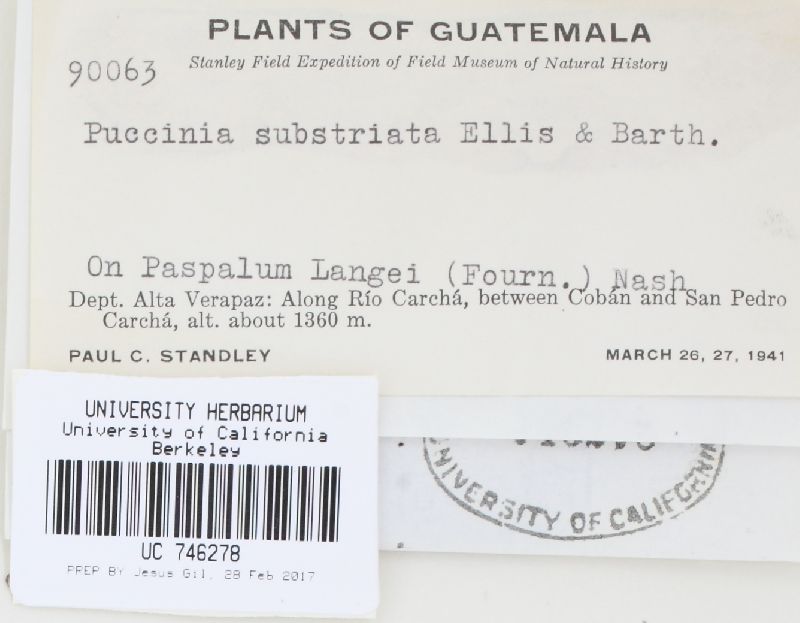 PLANTS OF GUATEMALA
90063 Stanley Field Expedition of Field Museum of Natural History
Puccinia substriata Ellis & Barth.
On Paspalum Langei (Fourn.) Nash
Dept. Alta Verapaz: Along Río Carchá, between Cobán and San Pedro
Carchá, alt. about 1360 m.
PAUL C. STANDLEY MARCH 26, 27, 1941
UNIVERSITY HERBARIUM
University of California
Berkeley
UC 746278
PREP BY Jesus Gil, 28 Feb 2017
UNIVERSITY OF CALIFORNIA